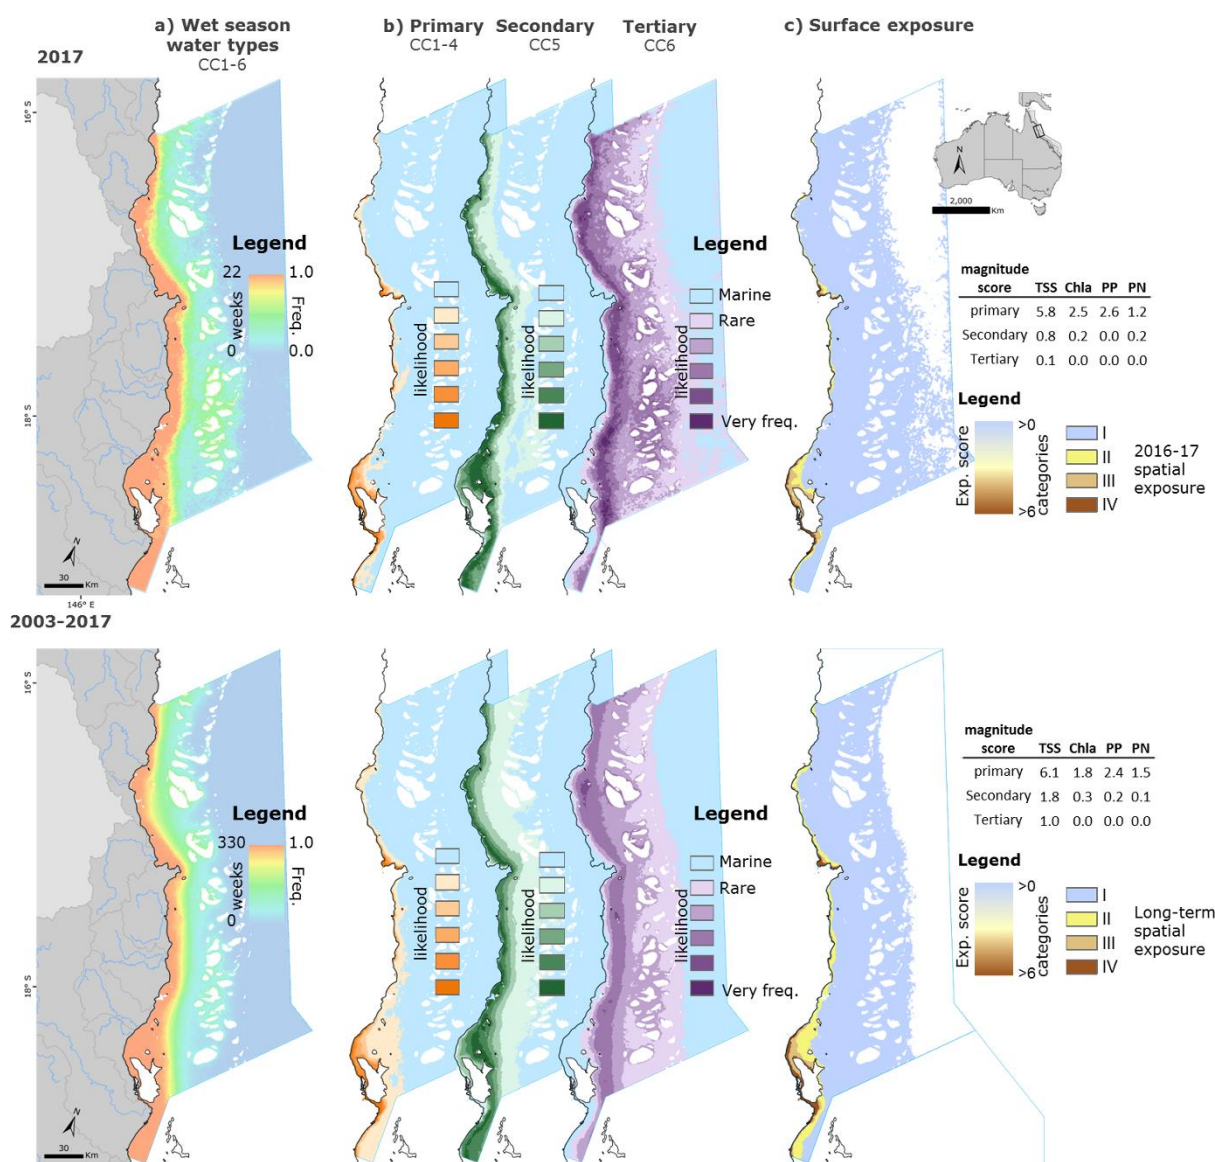 a) Wet season
water types
CC1-6
b) Primary
CC1-4
Secondary
CC5
Tertiary
CC6
c) Surface exposure
2017
16° S
18° S
146° E
N
30
Km
Legend
22
1.0
weeks
Freq.
0
0.0
likelihood
likelihood
Legend
Marine
Rare
likelihood
Very freq.
N
2,000
Km
magnitude
score TSS Chla PP PN
primary 5.8 2.5 2.6 1.2
Secondary 0.8 0.2 0.0 0.2
Tertiary 0.1 0.0 0.0 0.0
Legend
Exp. score
>0
>6
categories
I
II
III
IV
2016-17
spatial
exposure
2003-2017
16° S
18° S
N
30
Km
Legend
330
1.0
weeks
Freq.
0
0.0
likelihood
likelihood
Legend
Marine
Rare
likelihood
Very freq.
magnitude
score TSS Chla PP PN
primary 6.1 1.8 2.4 1.5
Secondary 1.8 0.3 0.2 0.1
Tertiary 1.0 0.0 0.0 0.0
Legend
Exp. score
>0
>6
categories
I
II
III
IV
Long-term
spatial
exposure